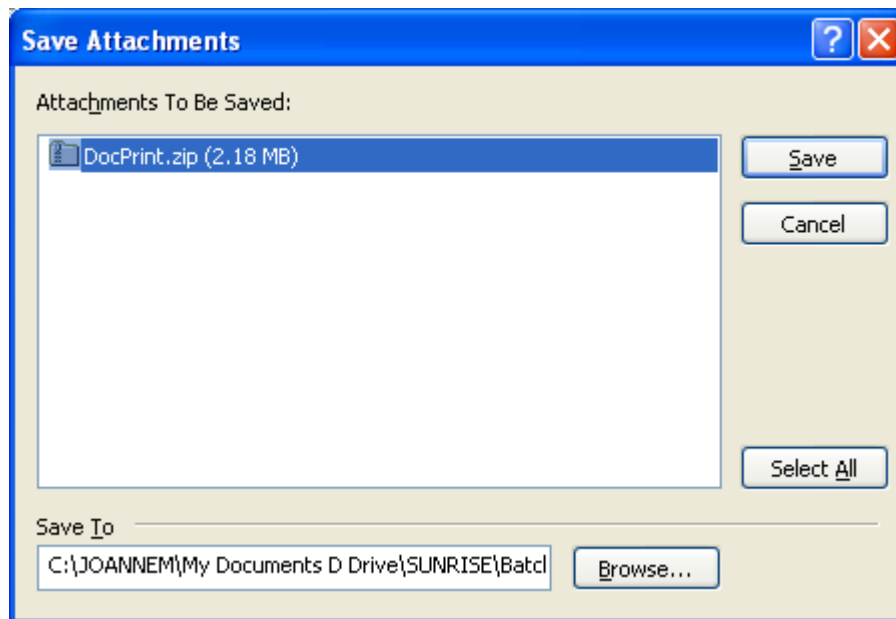 Save Attachments
Attachments To Be Saved:
DocPrint.zip (2.18 MB)
Save
Cancel
Select All
Save To
C:\JOANNEM\My Documents D Drive\SUNRISE\Batcl
Browse...